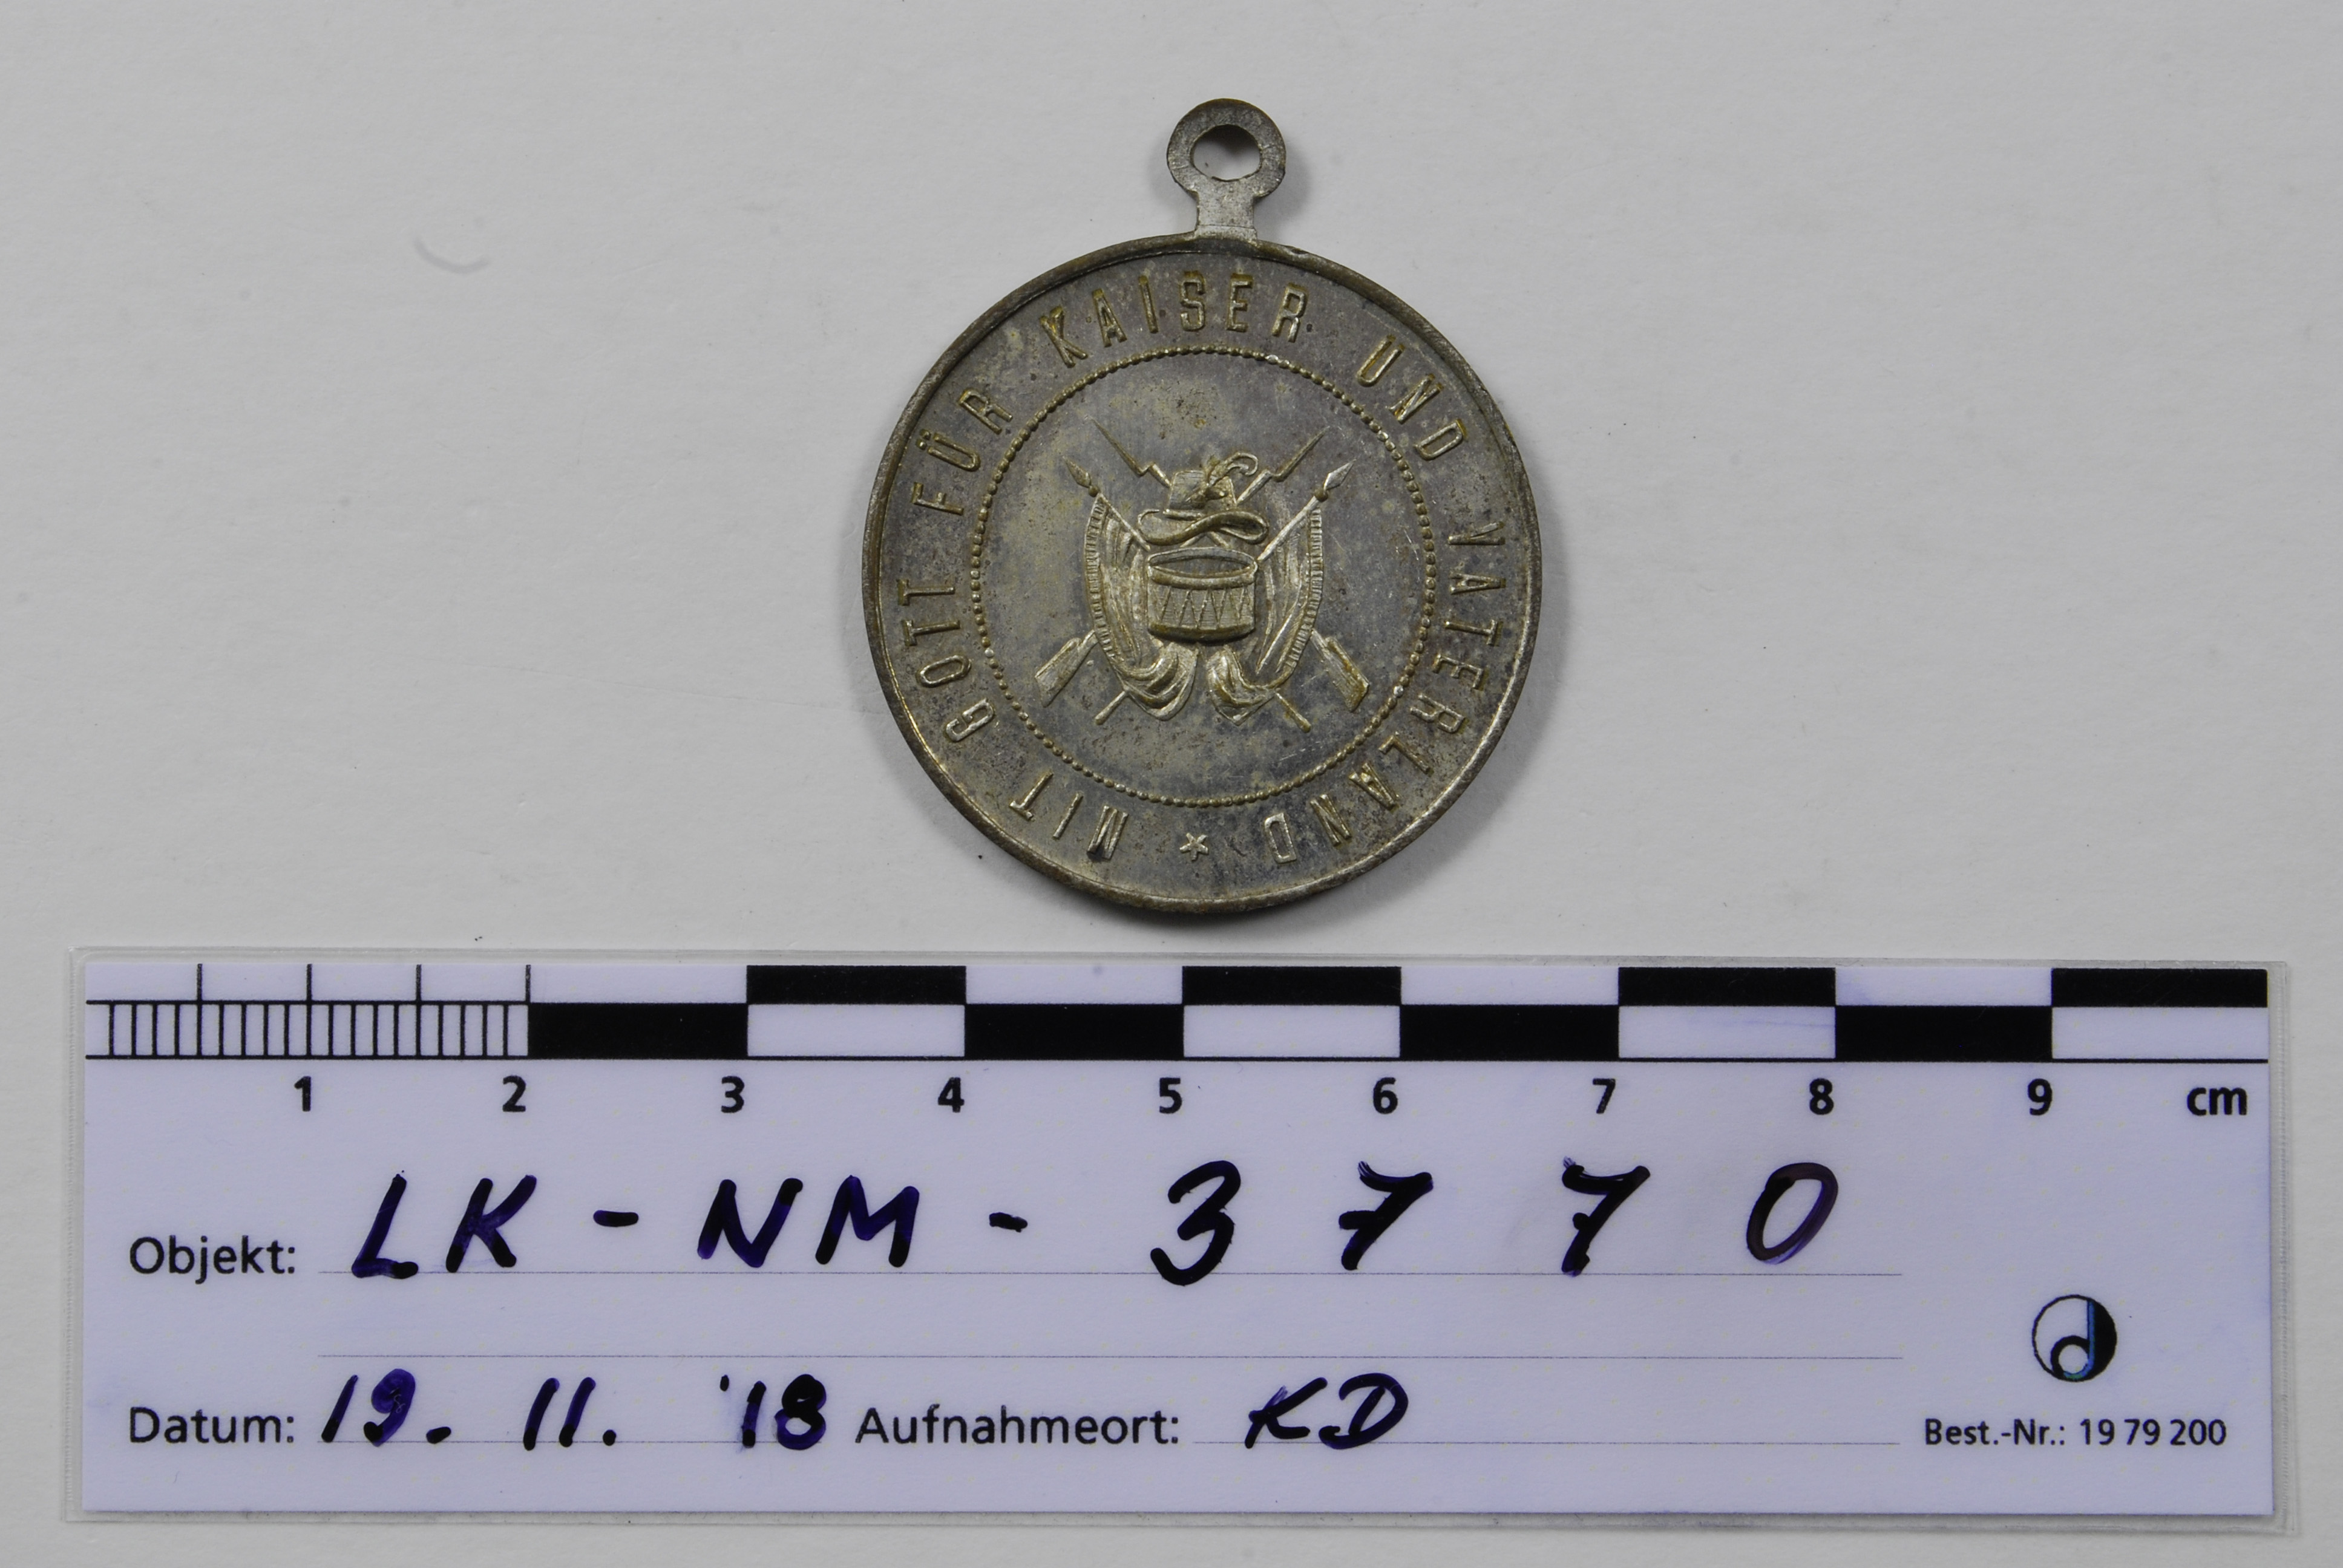 MIT GOTT FÜR KAISER UND VATERLAND *
1 2 3 4 5 6 7 8 9 cm
Objekt: LK-NM-3770
Datum: 19. 11. '18 Aufnahmeort: KD
Best.-Nr.: 19 79 200